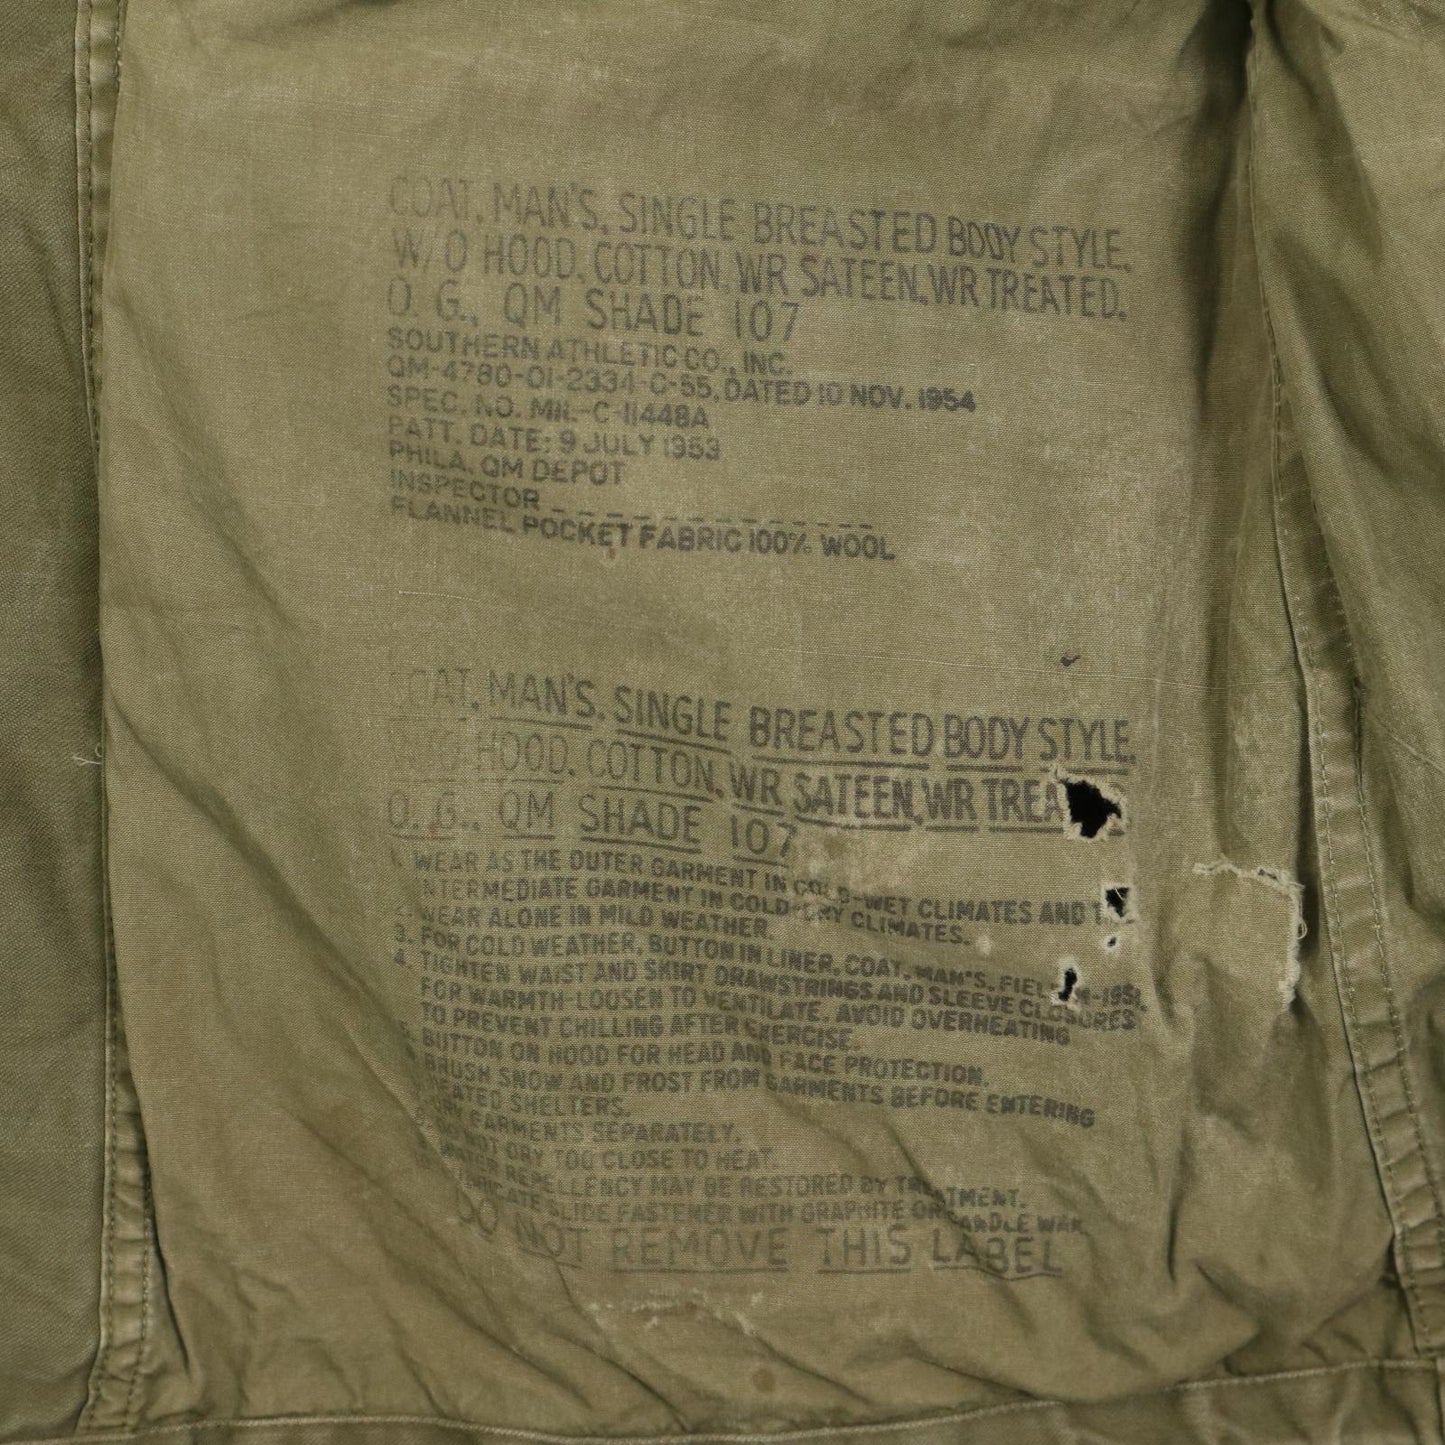 COAT, MAN'S, SINGLE BREASTED BODY STYLE,
W/O HOOD, COTTON, WR SATEEN, WR TREATED,
O. G., QM SHADE 107
SOUTHERN ATHLETIC CO., INC.
QM-4780-OI-2334-C-55, DATED 10 NOV. 1954
SPEC. NO. MIL-C-11448A
PATT. DATE: 9 JULY 1953
PHILA. QM DEPOT
INSPECTOR _ _ _ _ _ _ _ _ _ _ _ _
FLANNEL POCKET FABRIC 100% WOOL
COAT, MAN'S, SINGLE BREASTED BODY STYLE,
HOOD, COTTON, WR SATEEN, WR TREA
O. G., QM SHADE 107
1. WEAR AS THE OUTER GARMENT IN COLD-WET CLIMATES AND
INTERMEDIATE GARMENT IN COLD-DRY CLIMATES.
2. WEAR ALONE IN MILD WEATHER.
3. FOR COLD WEATHER, BUTTON IN LINER, COAT, MAN'S, FIEL M-1951.
4. TIGHTEN WAIST AND SKIRT DRAWSTRINGS AND SLEEVE CLOSURES
FOR WARMTH-LOOSEN TO VENTILATE. AVOID OVERHEATING
TO PREVENT CHILLING AFTER EXERCISE.
5. BUTTON ON HOOD FOR HEAD AND FACE PROTECTION.
BRUSH SNOW AND FROST FROM GARMENTS BEFORE ENTERING
HEATED SHELTERS.
DRY GARMENTS SEPARATELY.
DO NOT DRY TOO CLOSE TO HEAT.
WATER REPELLENCY MAY BE RESTORED BY TREATMENT.
LUBRICATE SLIDE FASTENER WITH GRAPHITE OR CANDLE WAX.
DO NOT REMOVE THIS LABEL